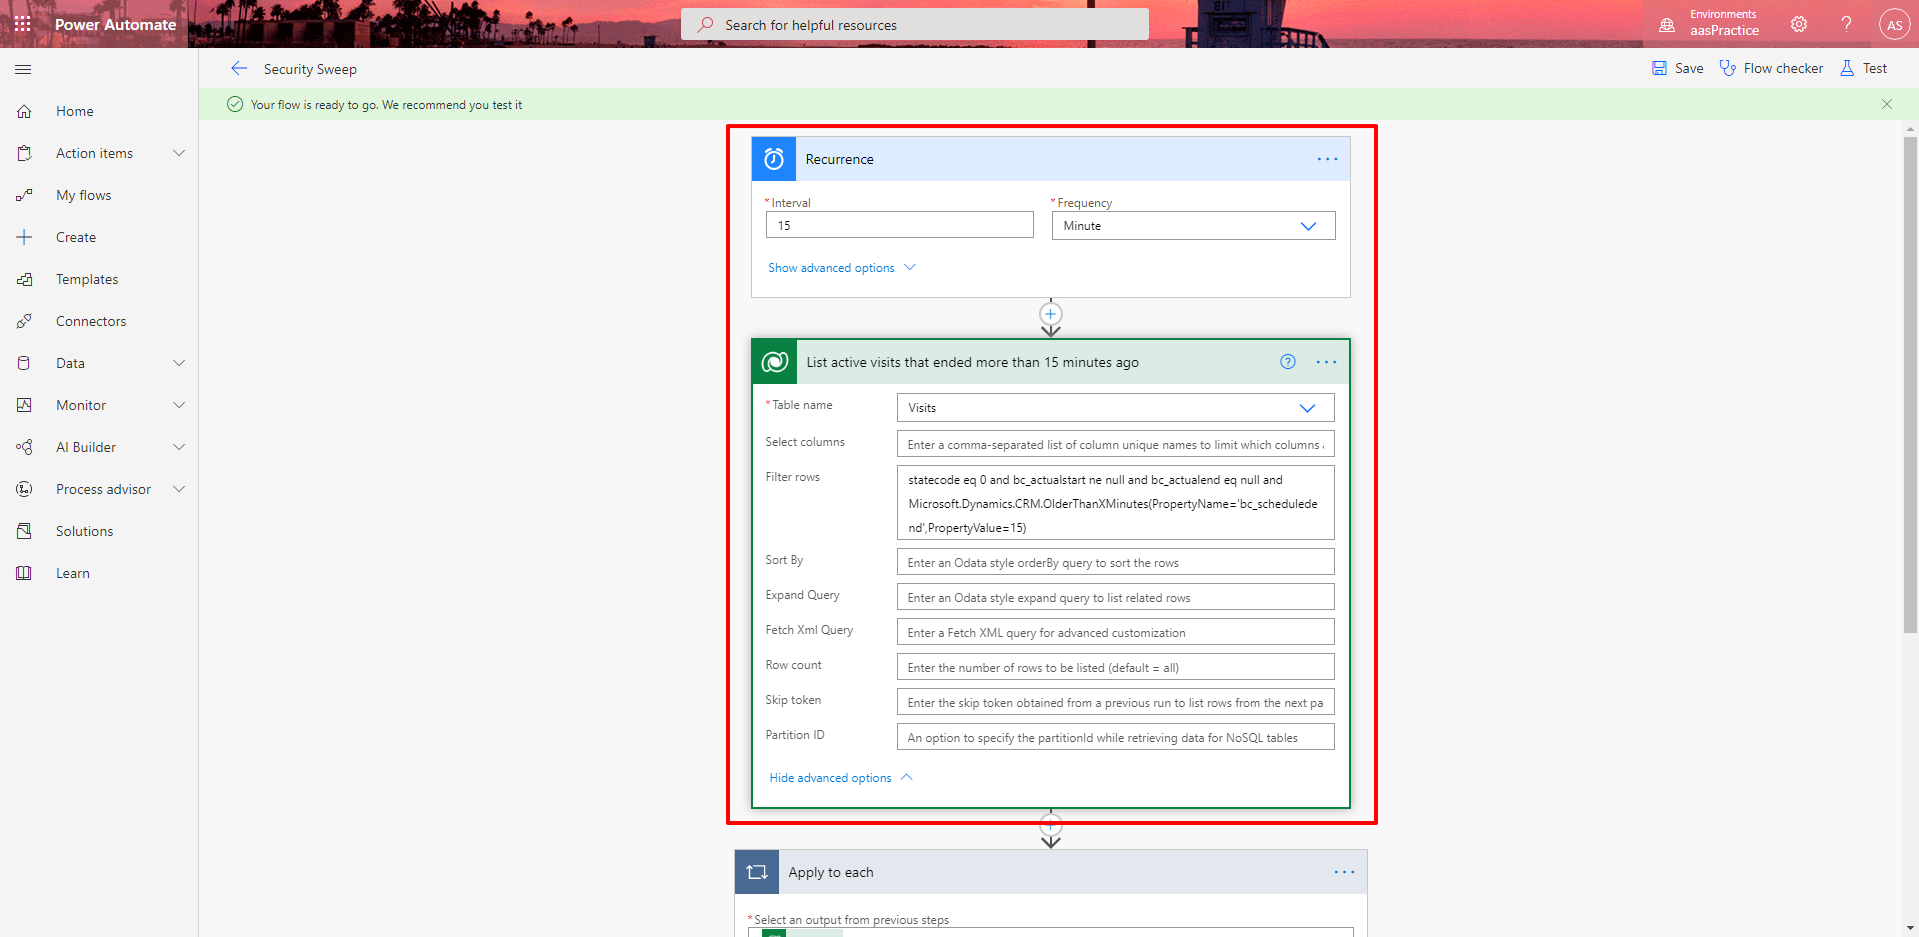 Power Automate
Search for helpful resources
Environments
aasPractice
?
AS
Security Sweep
Save
Flow checker
Test
Your flow is ready to go. We recommend you test it
Home
Action items
My flows
Create
Templates
Connectors
Data
Monitor
AI Builder
Process advisor
Solutions
Learn
Recurrence
* Interval
* Frequency
15
Minute
Show advanced options
List active visits that ended more than 15 minutes ago
?
* Table name
Visits
Select columns
Enter a comma-separated list of column unique names to limit which columns a
Filter rows
statecode eq 0 and bc_actualstart ne null and bc_actualend eq null and
Microsoft.Dynamics.CRM.OlderThanXMinutes(PropertyName='bc_schedulede
nd',PropertyValue=15)
Sort By
Enter an Odata style orderBy query to sort the rows
Expand Query
Enter an Odata style expand query to list related rows
Fetch Xml Query
Enter a Fetch XML query for advanced customization
Row count
Enter the number of rows to be listed (default = all)
Skip token
Enter the skip token obtained from a previous run to list rows from the next pa
Partition ID
An option to specify the partitionId while retrieving data for NoSQL tables
Hide advanced options
Apply to each
* Select an output from previous steps